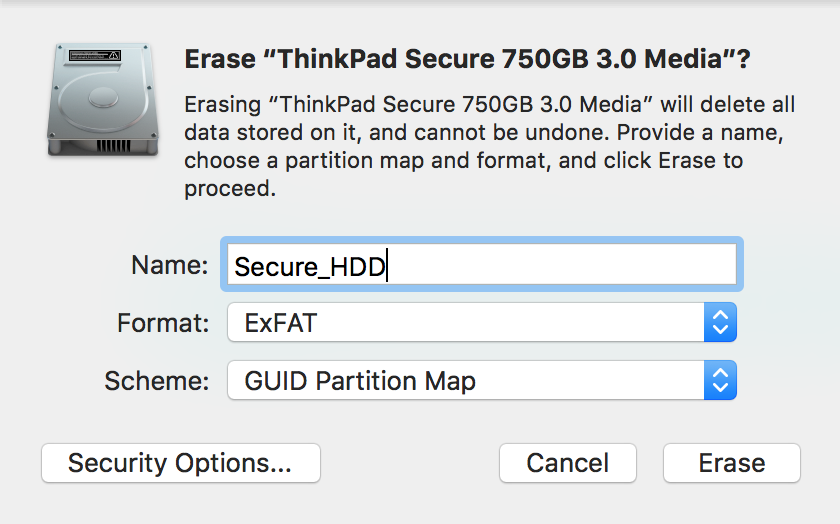 Erase “ThinkPad Secure 750GB 3.0 Media”?
Erasing “ThinkPad Secure 750GB 3.0 Media” will delete all
data stored on it, and cannot be undone. Provide a name,
choose a partition map and format, and click Erase to
proceed.
Name: Secure_HDD
Format: ExFAT
Scheme: GUID Partition Map
Security Options... Cancel Erase